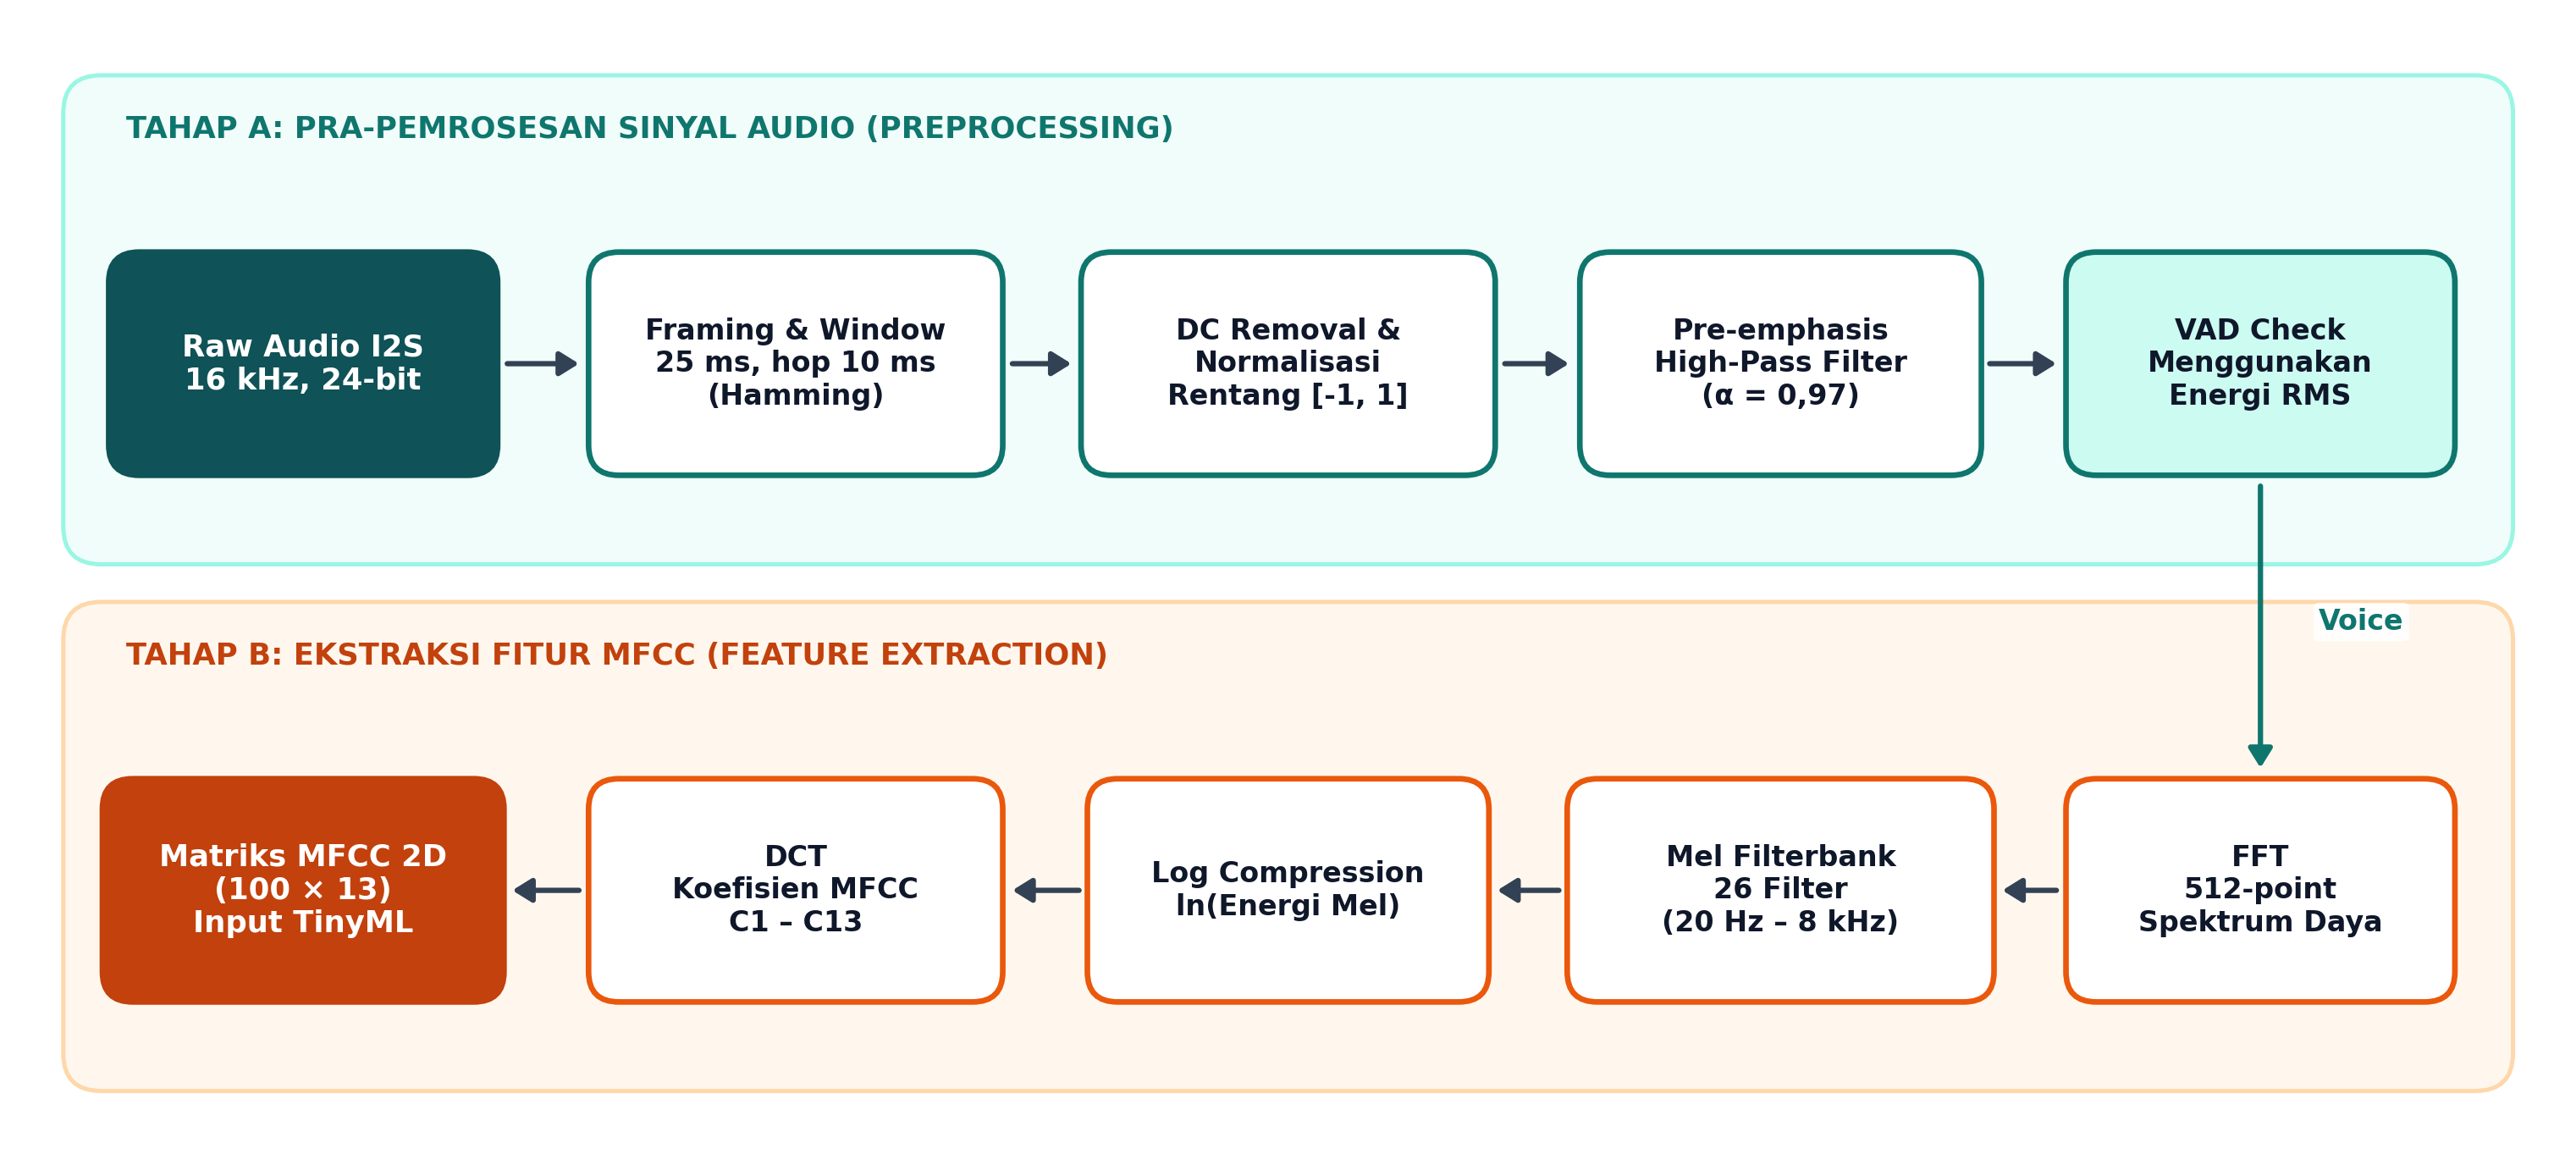 TAHAP A: PRA-PEMROSESAN SINYAL AUDIO (PREPROCESSING)
Raw Audio I2S
16 kHz, 24-bit
Framing & Window
25 ms, hop 10 ms
(Hamming)
DC Removal &
Normalisasi
Rentang [-1, 1]
Pre-emphasis
High-Pass Filter
(α = 0,97)
VAD Check
Menggunakan
Energi RMS
Voice
TAHAP B: EKSTRAKSI FITUR MFCC (FEATURE EXTRACTION)
FFT
512-point
Spektrum Daya
Mel Filterbank
26 Filter
(20 Hz – 8 kHz)
Log Compression
ln(Energi Mel)
DCT
Koefisien MFCC
C1 – C13
Matriks MFCC 2D
(100 × 13)
Input TinyML